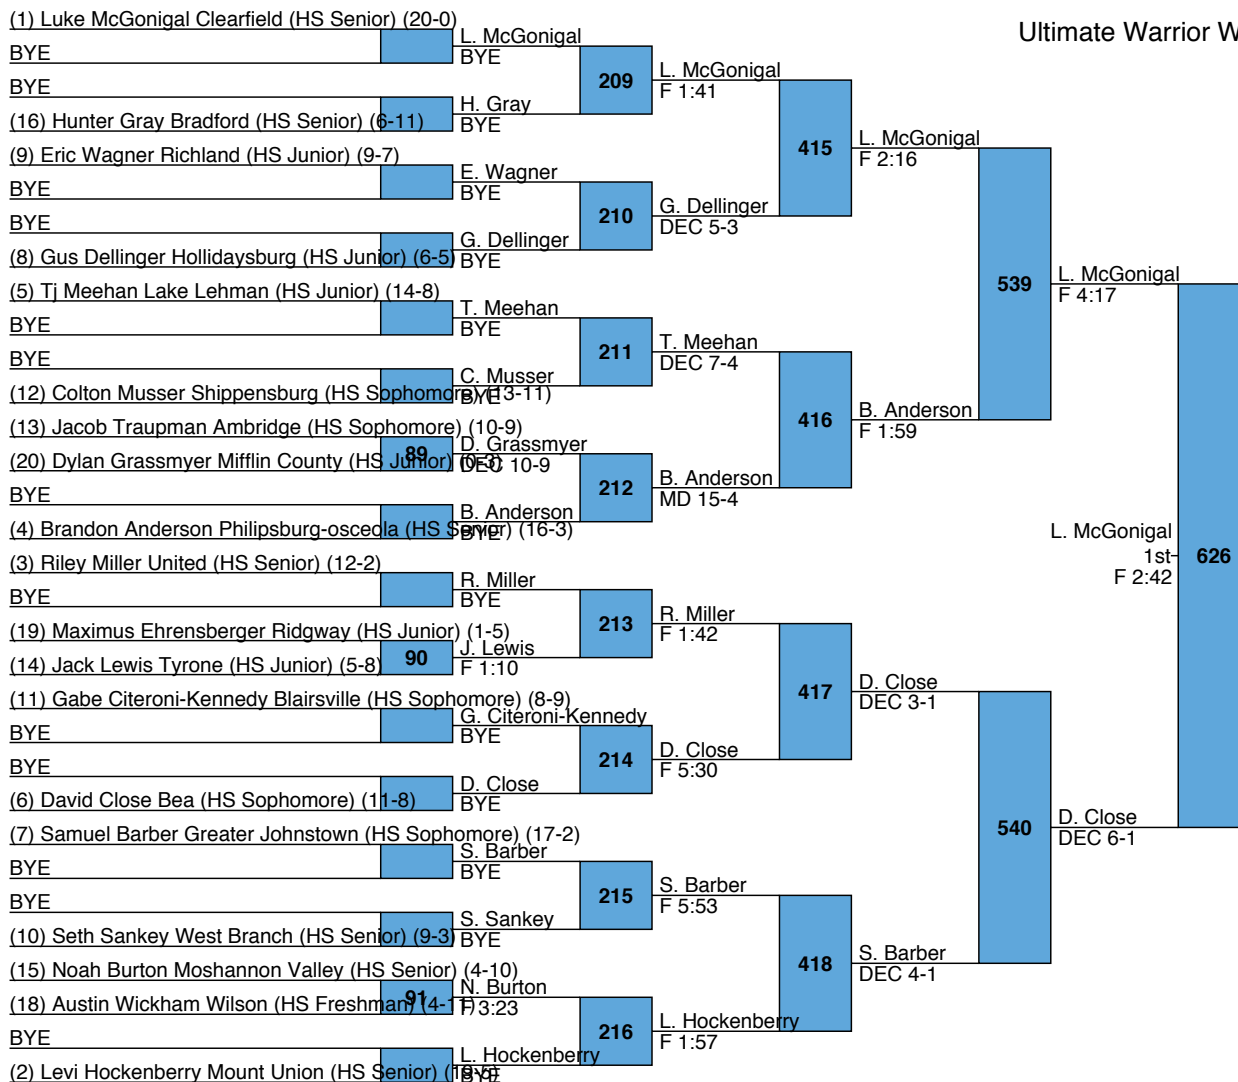 Ultimate Warrior W
(1) Luke McGonigal Clearfield (HS Senior) (20-0)
BYE
BYE
(16) Hunter Gray Bradford (HS Senior) (6-11)
(9) Eric Wagner Richland (HS Junior) (9-7)
BYE
BYE
(8) Gus Dellinger Hollidaysburg (HS Junior) (6-5)
(5) Tj Meehan Lake Lehman (HS Junior) (14-8)
BYE
BYE
(12) Colton Musser Shippensburg (HS Sophomore) (13-11)
(13) Jacob Traupman Ambridge (HS Sophomore) (10-9)
89
(20) Dylan Grassmyer Mifflin County (HS Junior) (0-3)
BYE
(4) Brandon Anderson Philipsburg-osceola (HS Senior) (16-3)
(3) Riley Miller United (HS Senior) (12-2)
BYE
(19) Maximus Ehrensberger Ridgway (HS Junior) (1-5)
90
(14) Jack Lewis Tyrone (HS Junior) (5-8)
(11) Gabe Citeroni-Kennedy Blairsville (HS Sophomore) (8-9)
BYE
BYE
(6) David Close Bea (HS Sophomore) (11-8)
(7) Samuel Barber Greater Johnstown (HS Sophomore) (17-2)
BYE
BYE
(10) Seth Sankey West Branch (HS Senior) (9-3)
(15) Noah Burton Moshannon Valley (HS Senior) (4-10)
91
(18) Austin Wickham Wilson (HS Freshman) (4-11)
BYE
(2) Levi Hockenberry Mount Union (HS Senior)
L. McGonigal
BYE
209
H. Gray
BYE
E. Wagner
BYE
210
G. Dellinger
BYE
T. Meehan
BYE
211
C. Musser
BYE
D. Grassmyer
DEC 10-9
212
B. Anderson
BYE
R. Miller
BYE
213
J. Lewis
F 1:10
G. Citeroni-Kennedy
BYE
214
D. Close
BYE
S. Barber
BYE
215
S. Sankey
BYE
N. Burton
F 3:23
216
L. Hockenberry
BYE
L. McGonigal
F 1:41
415
G. Dellinger
DEC 5-3
T. Meehan
DEC 7-4
416
B. Anderson
MD 15-4
R. Miller
F 1:42
417
D. Close
F 5:30
S. Barber
F 5:53
418
L. Hockenberry
F 1:57
L. McGonigal
F 2:16
539
B. Anderson
F 1:59
D. Close
DEC 3-1
540
S. Barber
DEC 4-1
L. McGonigal
F 4:17
626
D. Close
DEC 6-1
L. McGonigal
1st
F 2:42